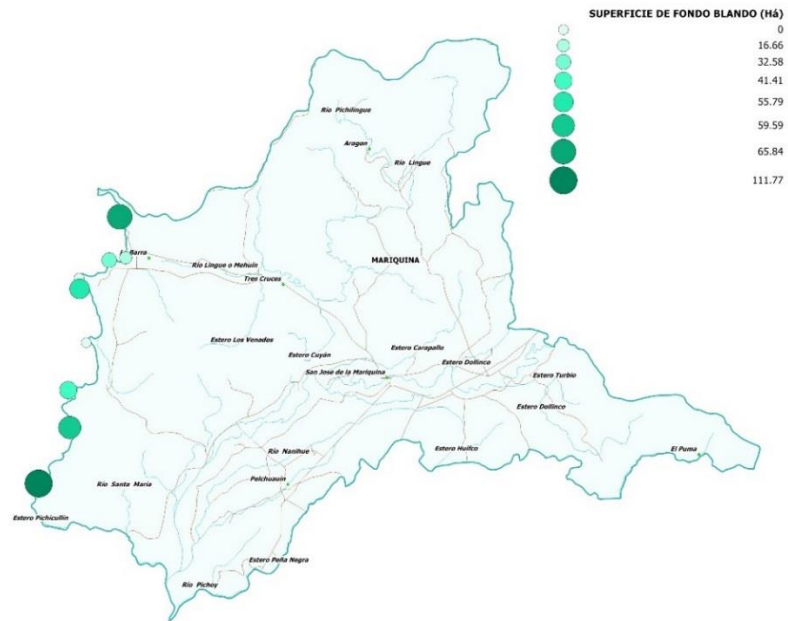 SUPERFICIE DE FONDO BLANDO (Há)
0
16.66
32.58
41.41
55.79
59.59
65.84
111.77
Río Pichilingue
Aragon
Río Lingue
MARIQUINA
Barra
Río Lingue o Mehuín
Tres Cruces
Estero Los Venados
Estero Cuyán
Estero Carapallo
Estero Dollinco
San Jose de la Mariquina
Estero Turbio
Estero Dollinco
Río Nanihue
Estero Huifco
El Puma
Río Santa María
Pelchuquín
Estero Pichicullín
Estero Peña Negra
Río Pichoy